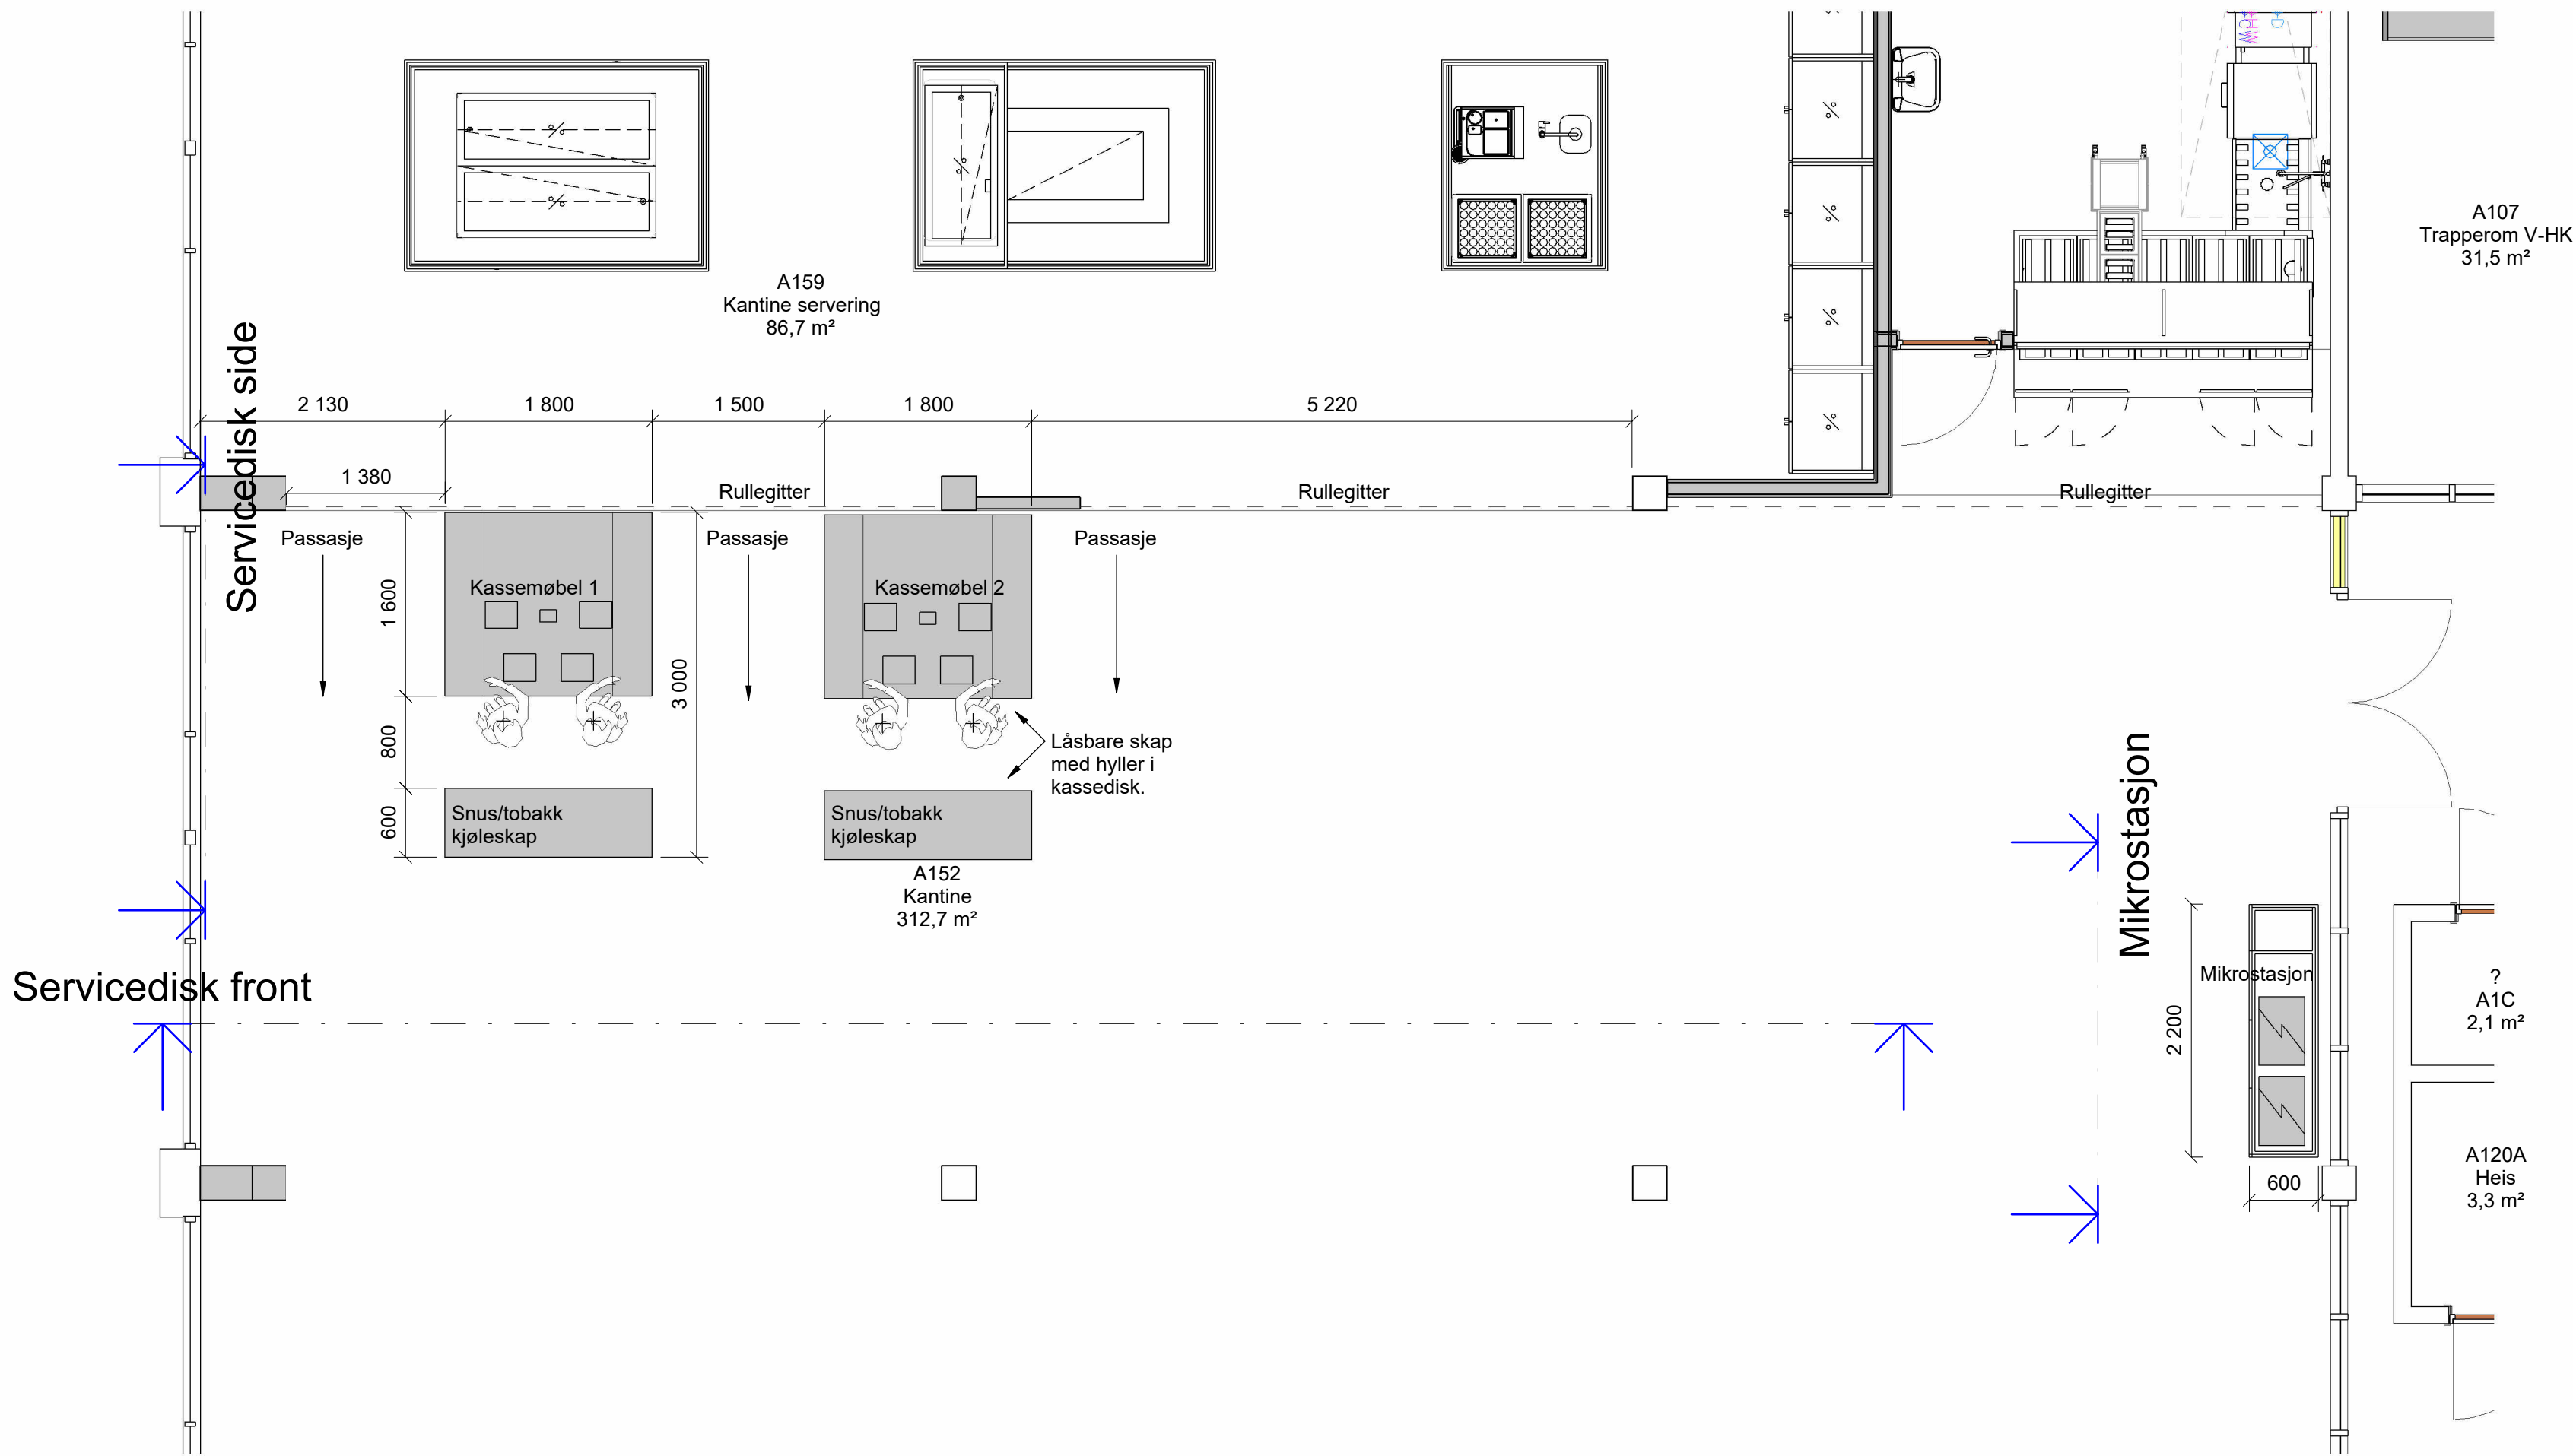 C W
HW
D
A107
Trapperom V-HK
31,5 m²
A159
Kantine servering
86,7 m²
Servicedisk side
2 130
1 800
1 500
1 800
5 220
1 380
Rullegitter
Rullegitter
Rullegitter
Passasje
Passasje
Passasje
1 600
Kassemøbel 1
Kassemøbel 2
3 000
800
Låsbare skap
med hyller i
kassedisk.
600
Snus/tobakk
kjøleskap
Snus/tobakk
kjøleskap
A152
Kantine
312,7 m²
Mikrostasjon
Servicedisk front
Mikrostasjon
2 200
?
A1C
2,1 m²
600
A120A
Heis
3,3 m²